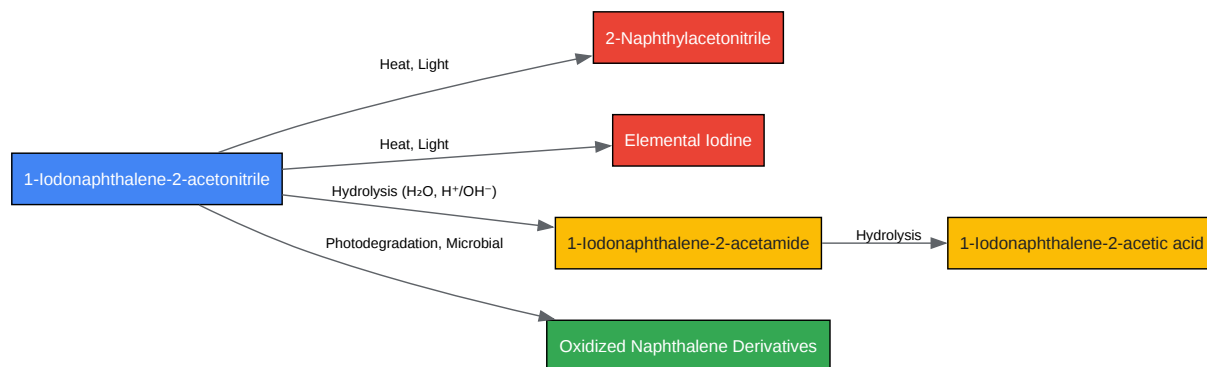 2-Naphthylacetonitrile
Heat, Light
Elemental Iodine
Heat, Light
1-Iodonaphthalene-2-acetonitrile
Hydrolysis (H₂O, H⁺/OH⁻)
1-Iodonaphthalene-2-acetamide
Hydrolysis
1-Iodonaphthalene-2-acetic acid
Photodegradation, Microbial
Oxidized Naphthalene Derivatives